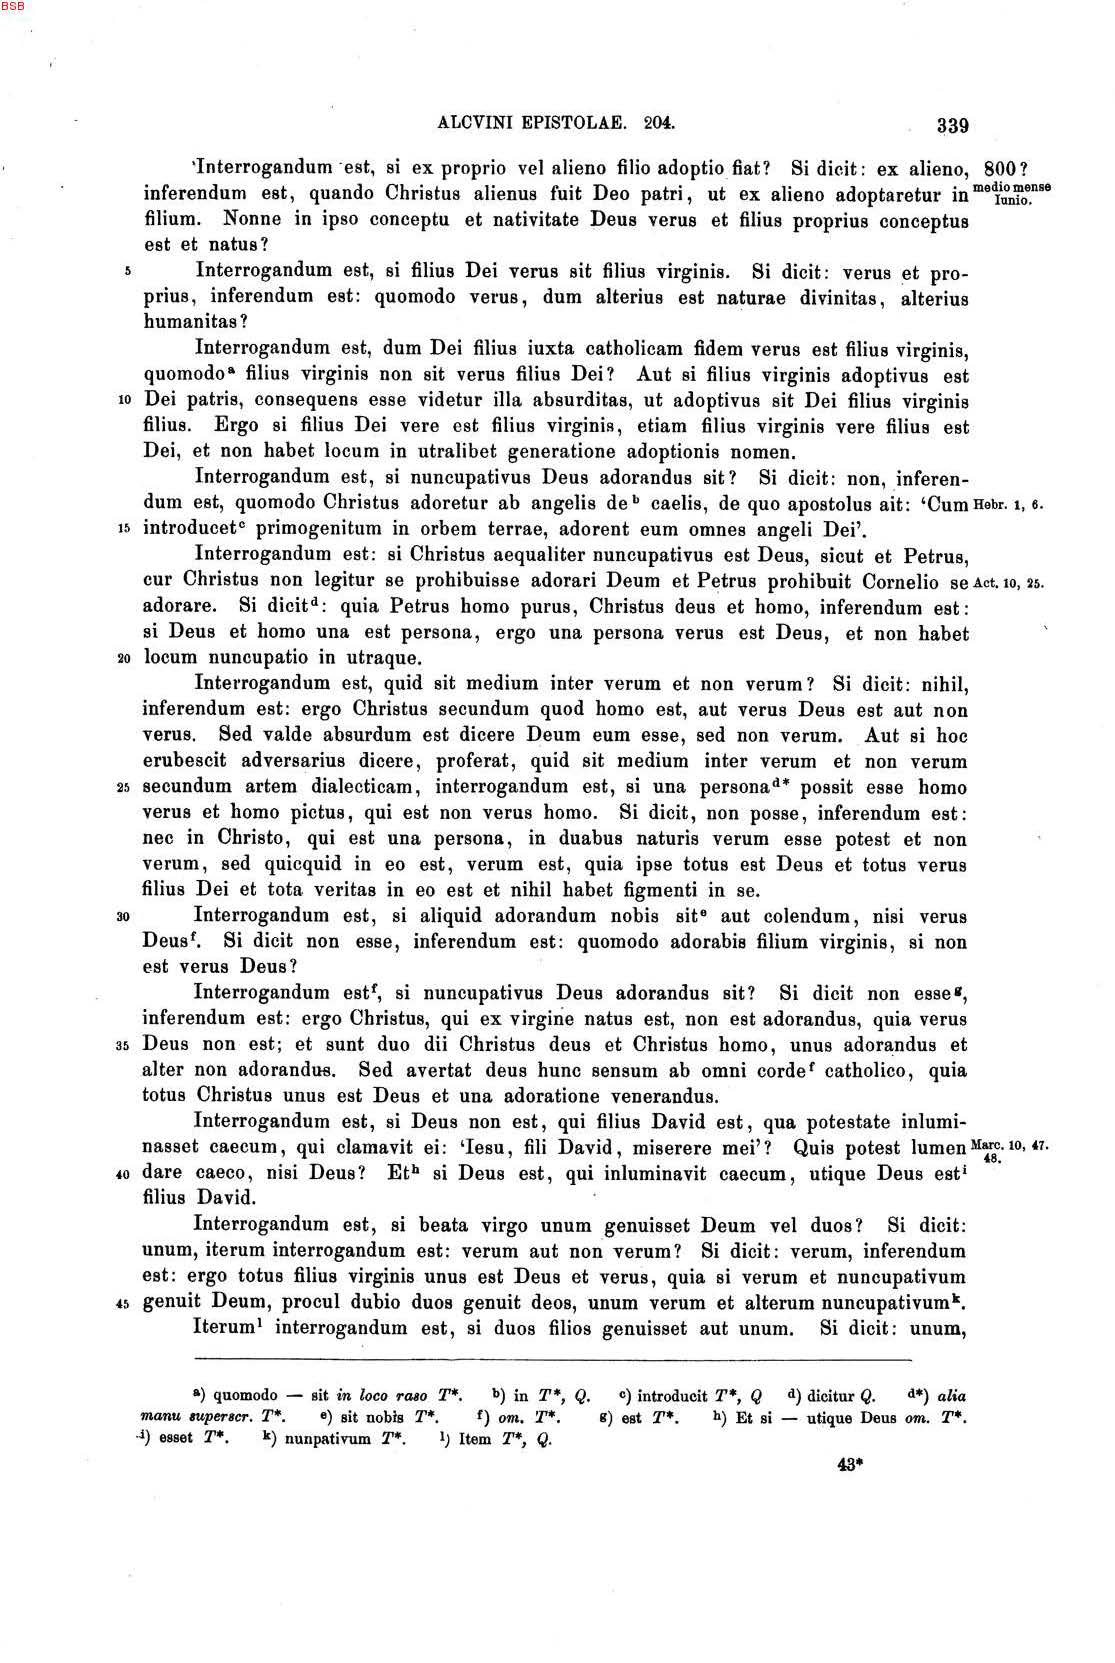 BSB
ALCVINI EPISTOLAE. 204. 339
'Interrogandum est, si ex proprio vel alieno filio adoptio fiat? Si dicit: ex alieno, 800?
inferendum est, quando Christus alienus fuit Deo patri, ut ex alieno adoptaretur in medio mense Iunio.
filium. Nonne in ipso conceptu et nativitate Deus verus et filius proprius conceptus
est et natus?
5 Interrogandum est, si filius Dei verus sit filius virginis. Si dicit: verus et pro-
prius, inferendum est: quomodo verus, dum alterius est naturae divinitas, alterius
humanitas?
Interrogandum est, dum Dei filius iuxta catholicam fidem verus est filius virginis,
quomodoᵃ filius virginis non sit verus filius Dei? Aut si filius virginis adoptivus est
10 Dei patris, consequens esse videtur illa absurditas, ut adoptivus sit Dei filius virginis
filius. Ergo si filius Dei vere est filius virginis, etiam filius virginis vere filius est
Dei, et non habet locum in utralibet generatione adoptionis nomen.
Interrogandum est, si nuncupativus Deus adorandus sit? Si dicit: non, inferen-
dum est, quomodo Christus adoretur ab angelis deᵇ caelis, de quo apostolus ait: ‘Cum Hebr. 1, 6.
15 introducetᶜ primogenitum in orbem terrae, adorent eum omnes angeli Dei’.
Interrogandum est: si Christus aequaliter nuncupativus est Deus, sicut et Petrus,
cur Christus non legitur se prohibuisse adorari Deum et Petrus prohibuit Cornelio se Act. 10, 25.
adorare. Si dicitᵈ: quia Petrus homo purus, Christus deus et homo, inferendum est:
si Deus et homo una est persona, ergo una persona verus est Deus, et non habet
20 locum nuncupatio in utraque.
Interrogandum est, quid sit medium inter verum et non verum? Si dicit: nihil,
inferendum est: ergo Christus secundum quod homo est, aut verus Deus est aut non
verus. Sed valde absurdum est dicere Deum eum esse, sed non verum. Aut si hoc
erubescit adversarius dicere, proferat, quid sit medium inter verum et non verum
25 secundum artem dialecticam, interrogandum est, si una personaᵈ* possit esse homo
verus et homo pictus, qui est non verus homo. Si dicit, non posse, inferendum est:
nec in Christo, qui est una persona, in duabus naturis verum esse potest et non
verum, sed quicquid in eo est, verum est, quia ipse totus est Deus et totus verus
filius Dei et tota veritas in eo est et nihil habet figmenti in se.
30 Interrogandum est, si aliquid adorandum nobis sitᵉ aut colendum, nisi verus
Deusᶠ. Si dicit non esse, inferendum est: quomodo adorabis filium virginis, si non
est verus Deus?
Interrogandum estᶠ, si nuncupativus Deus adorandus sit? Si dicit non esseᵍ,
inferendum est: ergo Christus, qui ex virgine natus est, non est adorandus, quia verus
35 Deus non est; et sunt duo dii Christus deus et Christus homo, unus adorandus et
alter non adorandus. Sed avertat deus hunc sensum ab omni cordeᶠ catholico, quia
totus Christus unus est Deus et una adoratione venerandus.
Interrogandum est, si Deus non est, qui filius David est, qua potestate inlumi-
nasset caecum, qui clamavit ei: ‘Iesu, fili David, miserere mei’? Quis potest lumen Marc. 10, 47. 48.
40 dare caeco, nisi Deus? Etʰ si Deus est, qui inluminavit caecum, utique Deus estⁱ
filius David.
Interrogandum est, si beata virgo unum genuisset Deum vel duos? Si dicit:
unum, iterum interrogandum est: verum aut non verum? Si dicit: verum, inferendum
est: ergo totus filius virginis unus est Deus et verus, quia si verum et nuncupativum
45 genuit Deum, procul dubio duos genuit deos, unum verum et alterum nuncupativumᵏ.
Iterumˡ interrogandum est, si duos filios genuisset aut unum. Si dicit: unum,
ᵃ) quomodo — sit in loco raso T*. ᵇ) in T*, Q. ᶜ) introducit T*, Q ᵈ) dicitur Q. ᵈ*) alia
manu superscr. T*. ᵉ) sit nobis T*. ᶠ) om. T*. ᵍ) est T*. ʰ) Et si — utique Deus om. T*.
ⁱ) esset T*. ᵏ) nunpativum T*. ˡ) Item T*, Q.
43*